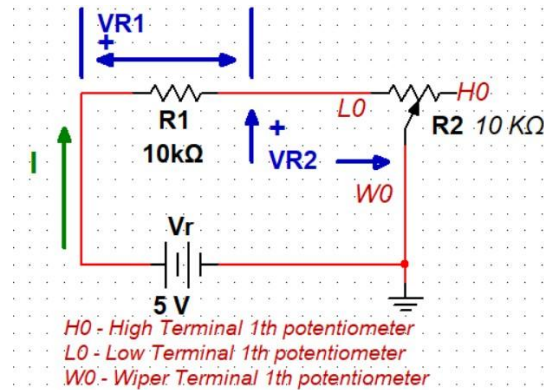 VR1
+
L0
H0
R1
10kΩ
R2 10 KΩ
+
VR2
I
W0
Vr
5 V
H0 - High Terminal 1th potentiometer
L0 - Low Terminal 1th potentiometer
W0 - Wiper Terminal 1th potentiometer